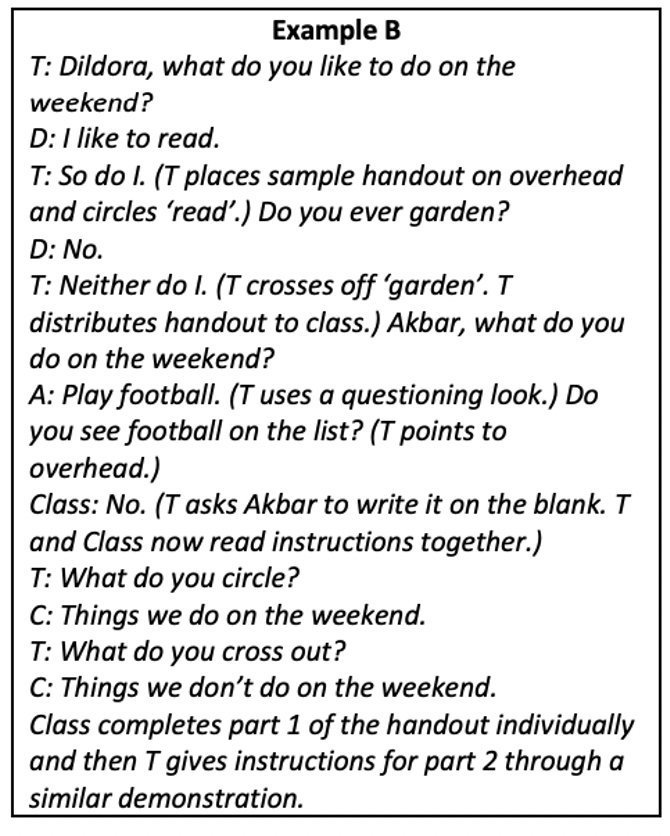 Example B
T: Dildora, what do you like to do on the
weekend?
D: I like to read.
T: So do I. (T places sample handout on overhead
and circles ‘read’.) Do you ever garden?
D: No.
T: Neither do I. (T crosses off ‘garden’. T
distributes handout to class.) Akbar, what do you
do on the weekend?
A: Play football. (T uses a questioning look.) Do
you see football on the list? (T points to
overhead.)
Class: No. (T asks Akbar to write it on the blank. T
and Class now read instructions together.)
T: What do you circle?
C: Things we do on the weekend.
T: What do you cross out?
C: Things we don’t do on the weekend.
Class completes part 1 of the handout individually
and then T gives instructions for part 2 through a
similar demonstration.